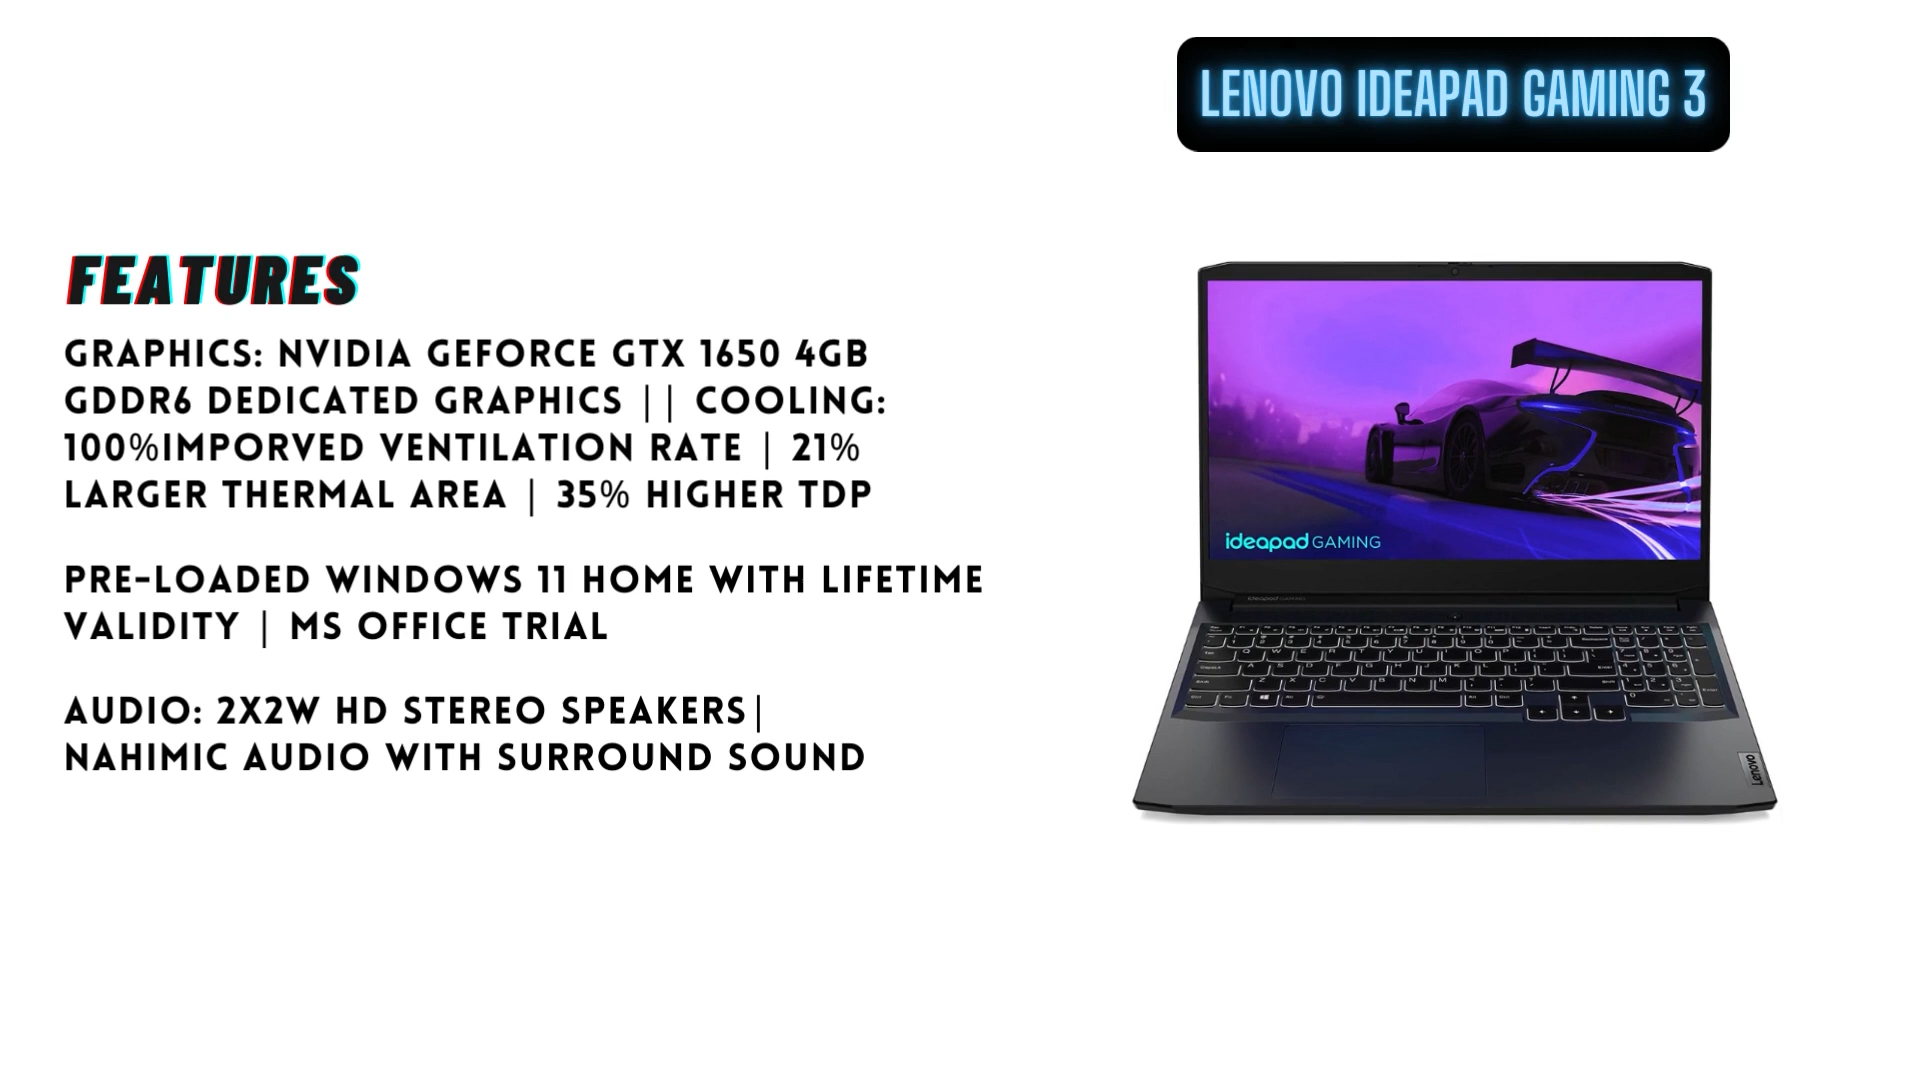 LENOVO IDEAPAD GAMING 3
FEATURES
GRAPHICS: NVIDIA GEFORCE GTX 1650 4GB
GDDR6 DEDICATED GRAPHICS || COOLING:
100%IMPORVED VENTILATION RATE | 21%
LARGER THERMAL AREA | 35% HIGHER TDP
PRE-LOADED WINDOWS 11 HOME WITH LIFETIME
VALIDITY | MS OFFICE TRIAL
AUDIO: 2X2W HD STEREO SPEAKERS|
NAHIMIC AUDIO WITH SURROUND SOUND
ideapad GAMING
Lenovo